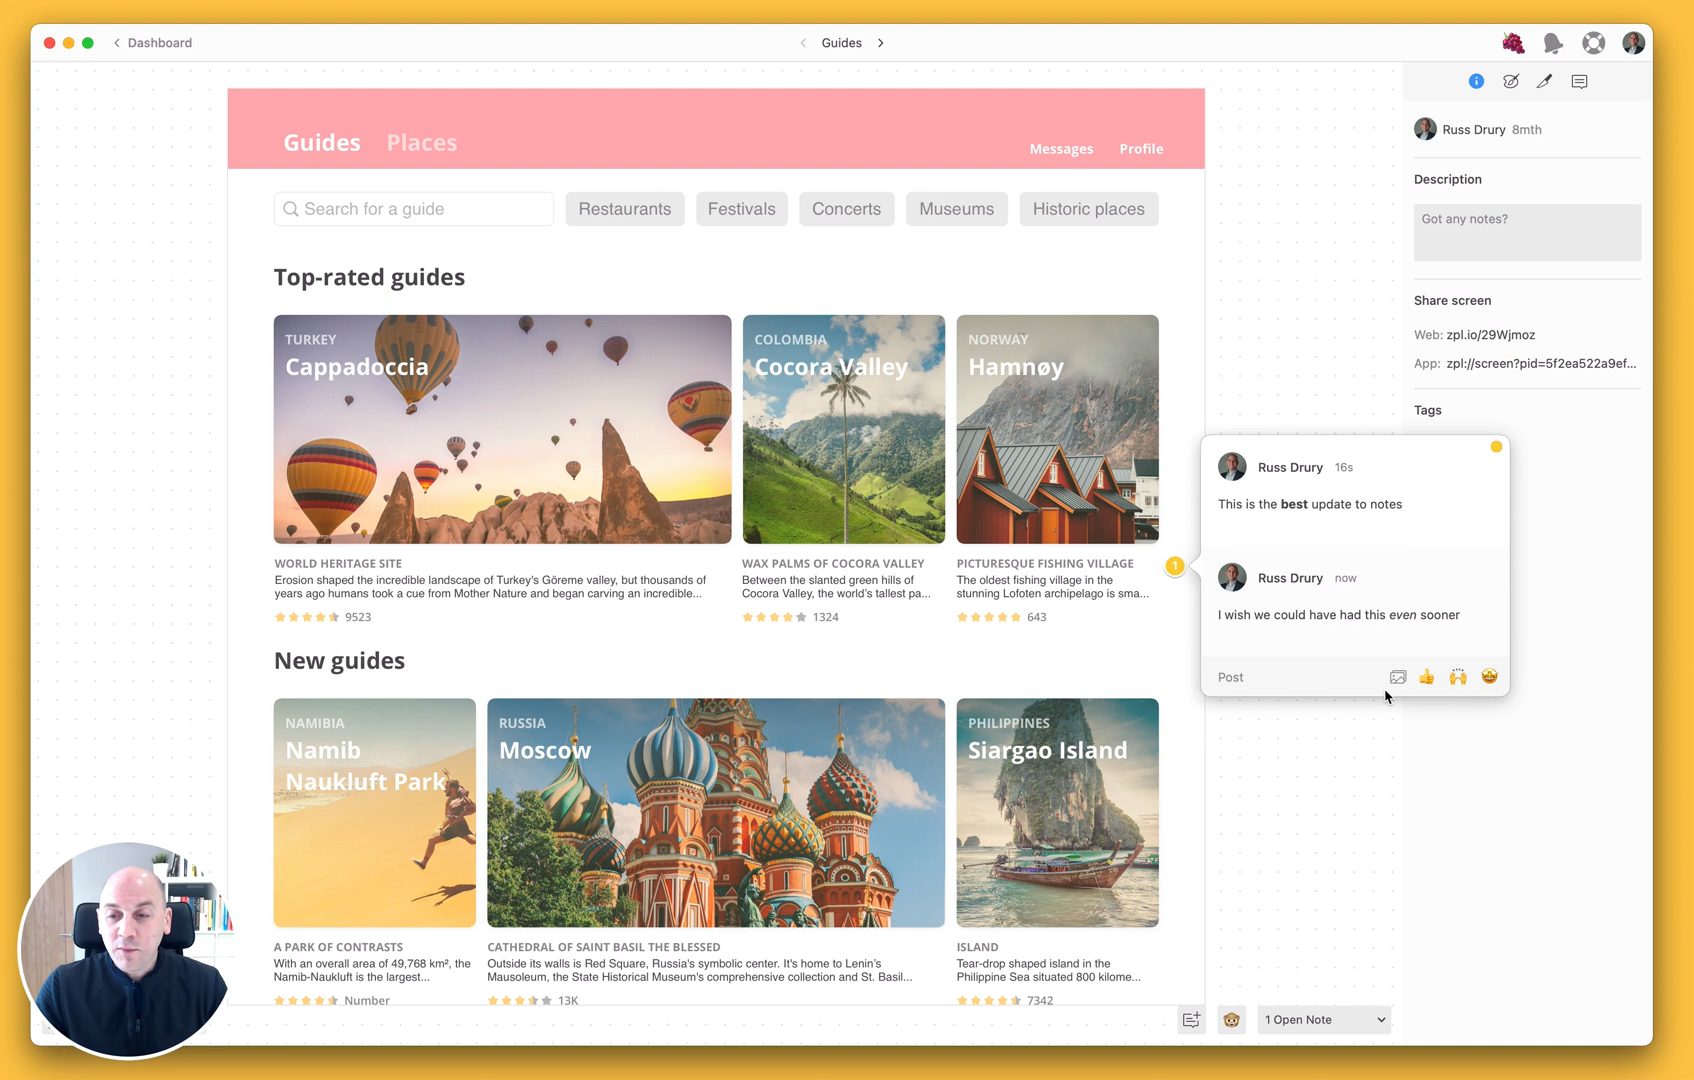 Dashboard
Guides
Guides
Places
Messages
Profile
Search for a guide
Restaurants
Festivals
Concerts
Museums
Historic places
Top-rated guides
TURKEY
Cappadoccia
COLOMBIA
Cocora Valley
NORWAY
Hamnøy
WORLD HERITAGE SITE
Erosion shaped the incredible landscape of Turkey's Göreme valley, but thousands of
years ago humans took a cue from Mother Nature and began carving an incredible...
9523
WAX PALMS OF COCORA VALLEY
Between the slanted green hills of
Cocora Valley, the world's tallest pa...
1324
PICTURESQUE FISHING VILLAGE
The oldest fishing village in the
stunning Lofoten archipelago is sma...
643
New guides
NAMIBIA
Namib
Naukluft Park
RUSSIA
Moscow
PHILIPPINES
Siargao Island
A PARK OF CONTRASTS
With an overall area of 49,768 km², the
Namib-Naukluft is the largest...
Number
CATHEDRAL OF SAINT BASIL THE BLESSED
Outside its walls is Red Square, Russia's symbolic center. It's home to Lenin's
Mausoleum, the State Historical Museum's comprehensive collection and St. Basil...
13K
ISLAND
Tear-drop shaped island in the
Philippine Sea situated 800 kilome...
7342
Russ Drury 8mth
Description
Got any notes?
Share screen
Web: zpl.io/29Wjmoz
App: zpl://screen?pid=5f2ea522a9ef...
Tags
1
Russ Drury 16s
This is the best update to notes
Russ Drury now
I wish we could have had this even sooner
Post
1 Open Note